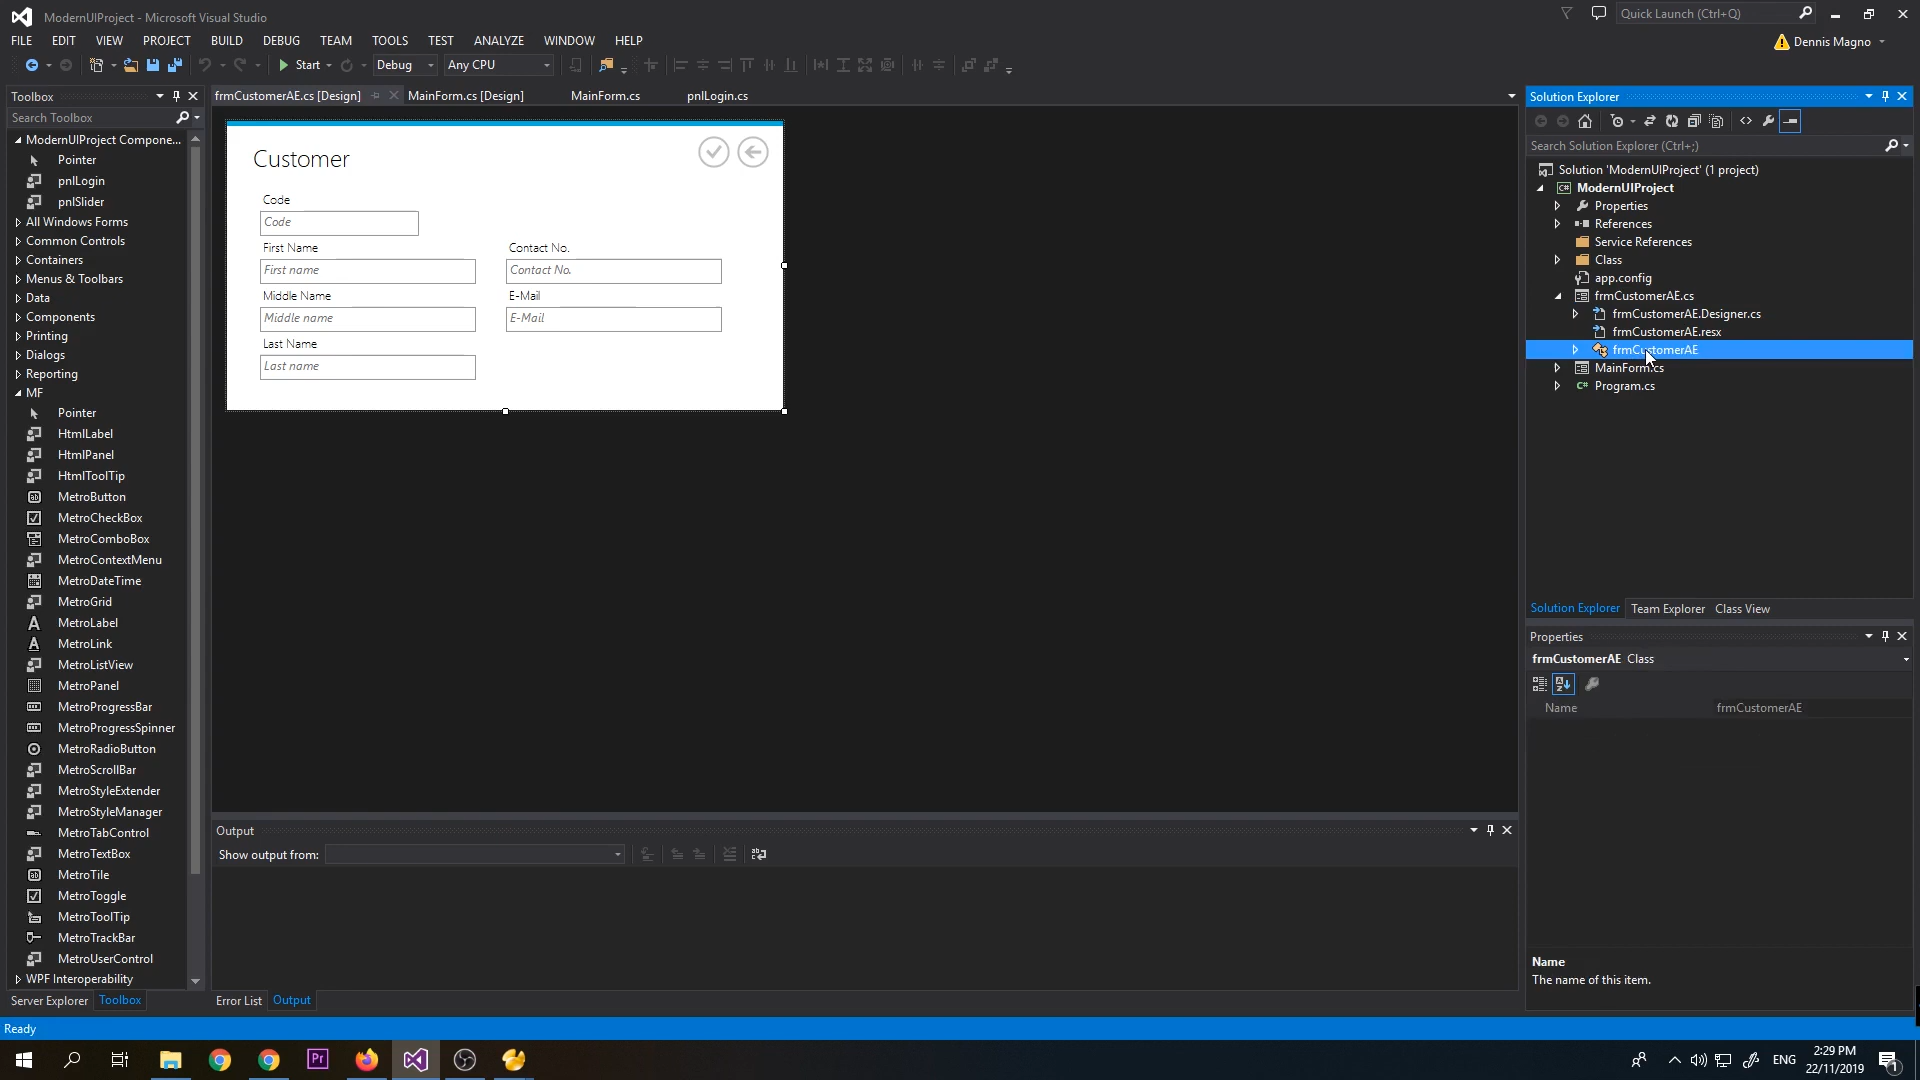 ModernUIProject - Microsoft Visual Studio
Quick Launch (Ctrl+Q)
FILE EDIT VIEW PROJECT BUILD DEBUG TEAM TOOLS TEST ANALYZE WINDOW HELP
Dennis Magno
Start Debug Any CPU
Toolbox
Search Toolbox
ModernUIProject Compone...
Pointer
pnlLogin
pnlSlider
All Windows Forms
Common Controls
Containers
Menus & Toolbars
Data
Components
Printing
Dialogs
Reporting
MF
Pointer
HtmlLabel
HtmlPanel
HtmlToolTip
MetroButton
MetroCheckBox
MetroComboBox
MetroContextMenu
MetroDateTime
MetroGrid
MetroLabel
MetroLink
MetroListView
MetroPanel
MetroProgressBar
MetroProgressSpinner
MetroRadioButton
MetroScrollBar
MetroStyleExtender
MetroStyleManager
MetroTabControl
MetroTextBox
MetroTile
MetroToggle
MetroToolTip
MetroTrackBar
MetroUserControl
WPF Interoperability
Server Explorer Toolbox
frmCustomerAE.cs [Design] MainForm.cs [Design] MainForm.cs pnlLogin.cs
Customer
Code
Code
First Name
First name
Middle Name
Middle name
Last Name
Last name
Contact No.
Contact No.
E-Mail
E-Mail
Output
Show output from:
Error List Output
Solution Explorer
Search Solution Explorer (Ctrl+;)
Solution 'ModernUIProject' (1 project)
C# ModernUIProject
Properties
References
Service References
Class
app.config
frmCustomerAE.cs
frmCustomerAE.Designer.cs
frmCustomerAE.resx
frmCustomerAE
MainForm.cs
C# Program.cs
Solution Explorer Team Explorer Class View
Properties
frmCustomerAE Class
Name frmCustomerAE
Name
The name of this item.
Ready
Pr
ENG
2:29 PM
22/11/2019
1